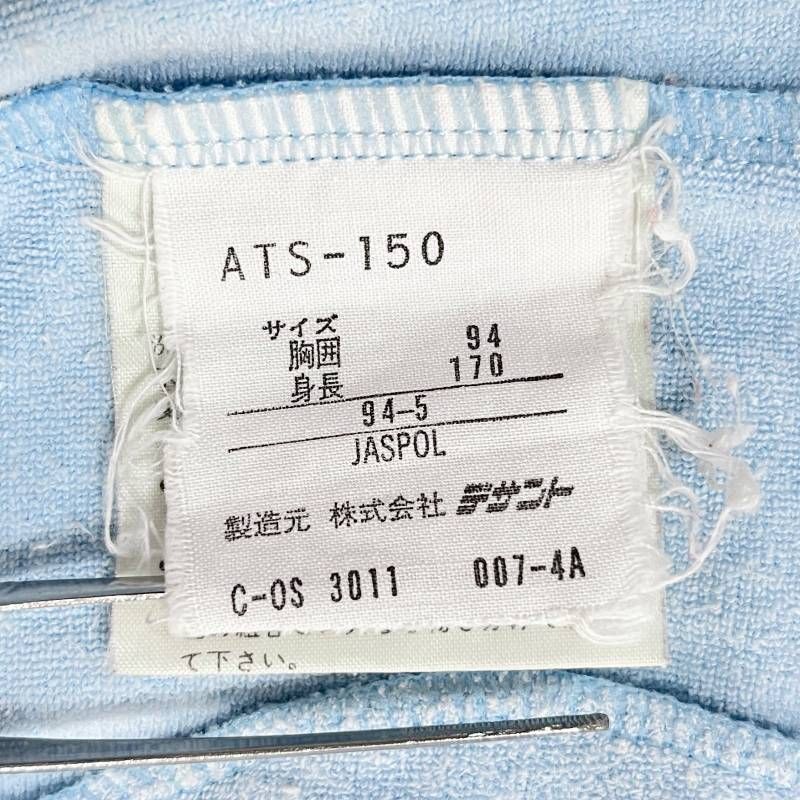 ATS-150
サイズ
胸囲 94
身長 170
94-5
JASPOL
製造元 株式会社 デサント
C-OS 3011 007-4A
て下さい。